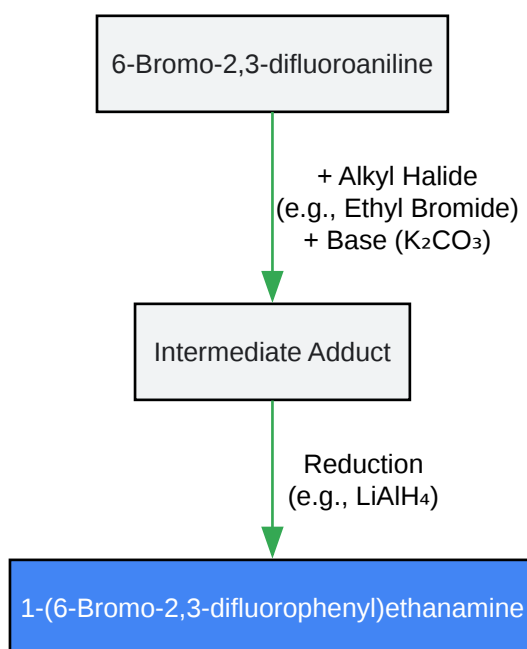 6-Bromo-2,3-difluoroaniline
+ Alkyl Halide
(e.g., Ethyl Bromide)
+ Base (K₂CO₃)
Intermediate Adduct
Reduction
(e.g., LiAlH₄)
1-(6-Bromo-2,3-difluorophenyl)ethanamine